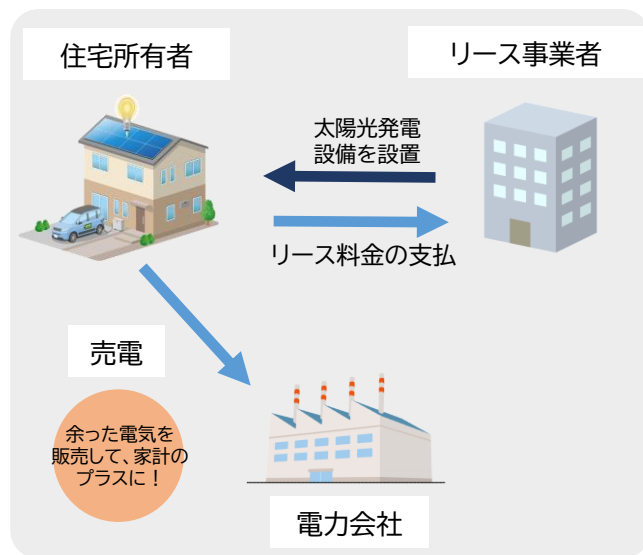 住宅所有者
リース事業者
太陽光発電
設備を設置
リース料金の支払
売電
余った電気を
販売して、家計の
プラスに！
電力会社